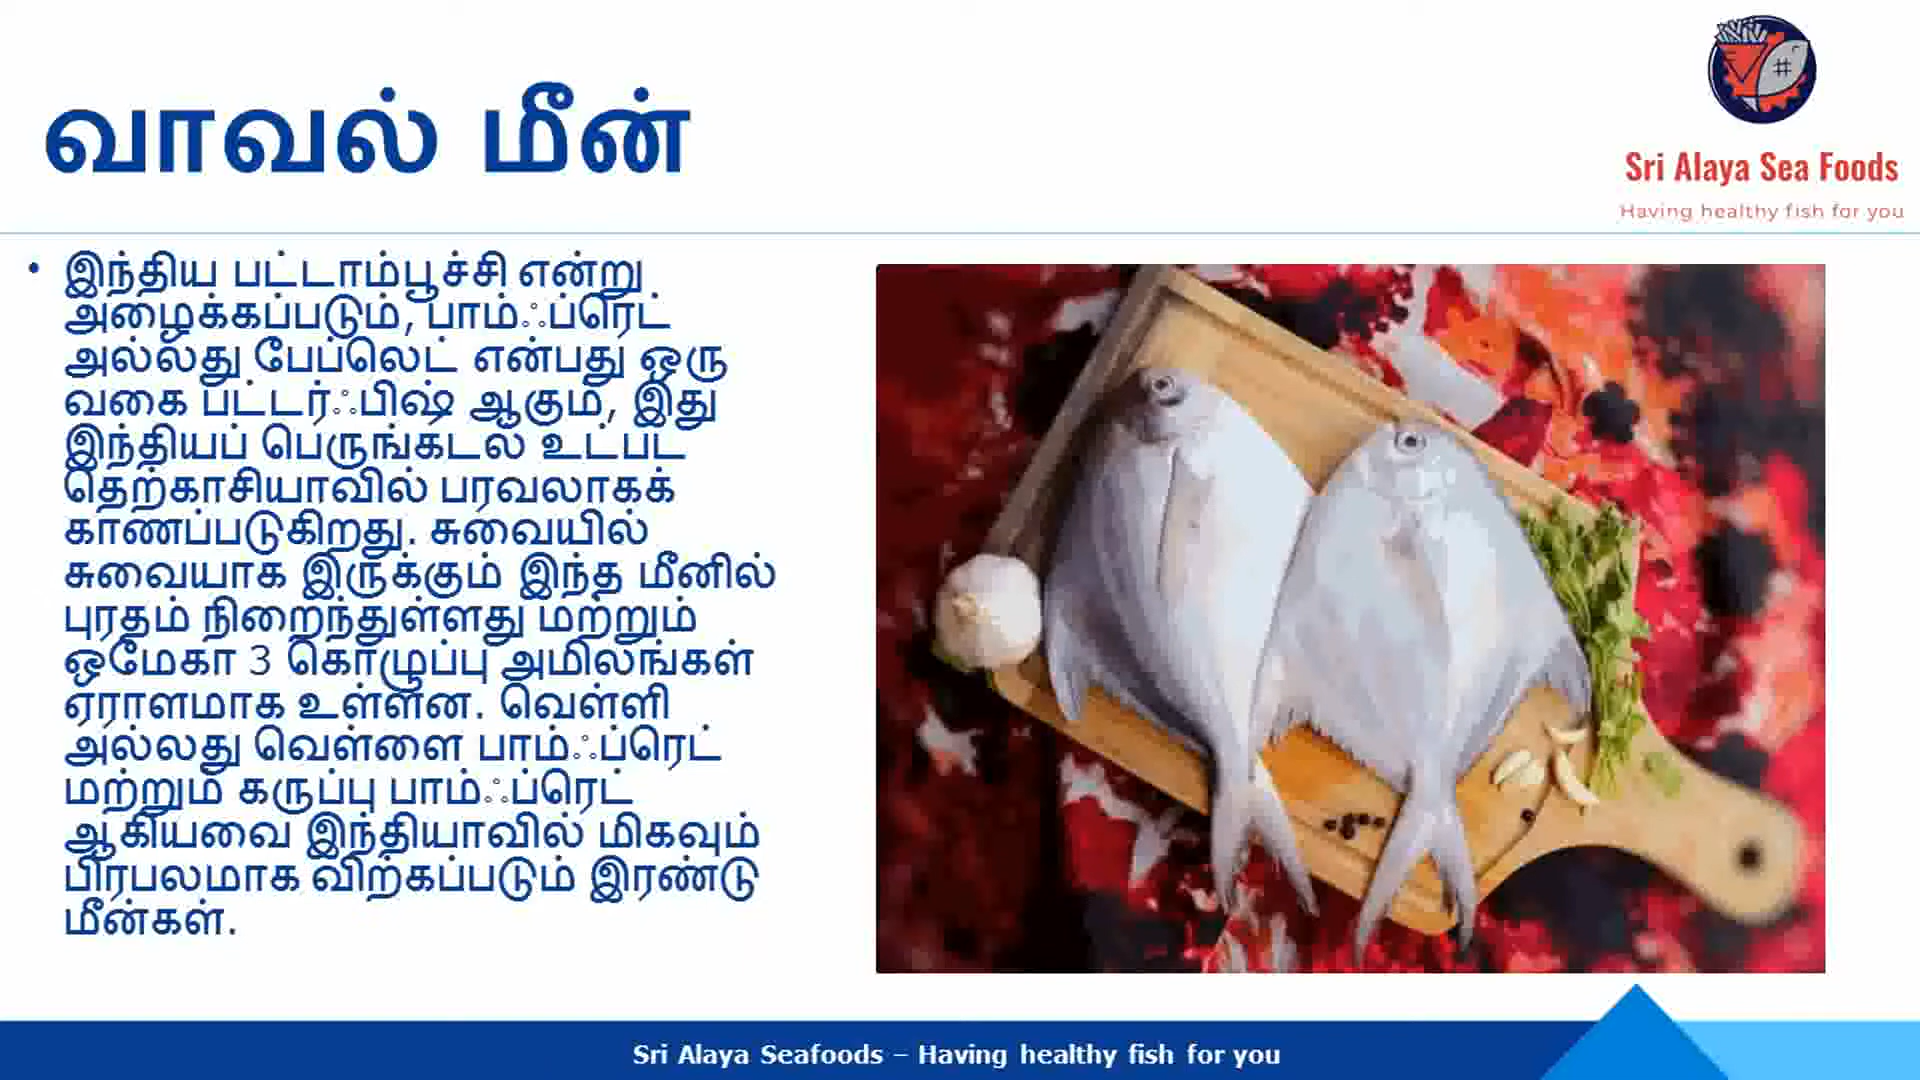 வாவல் மீன்
Sri Alaya Sea Foods
Having healthy fish for you
• இந்திய பட்டாம்பூச்சி என்று
அழைக்கப்படும், பாம்ஃப்ரெட்
அல்லது பேப்லெட் என்பது ஒரு
வகை பட்டர்ஃபிஷ் ஆகும், இது
இந்தியப் பெருங்கடல் உட்பட
தெற்காசியாவில் பரவலாகக்
காணப்படுகிறது. சுவையில்
சுவையாக இருக்கும் இந்த மீனில்
புரதம் நிறைந்துள்ளது மற்றும்
ஒமேகா 3 கொழுப்பு அமிலங்கள்
ஏராளமாக உள்ளன. வெள்ளி
அல்லது வெள்ளை பாம்ஃப்ரெட்
மற்றும் கருப்பு பாம்ஃப்ரெட்
ஆகியவை இந்தியாவில் மிகவும்
பிரபலமாக விற்கப்படும் இரண்டு
மீன்கள்.
Sri Alaya Seafoods – Having healthy fish for you